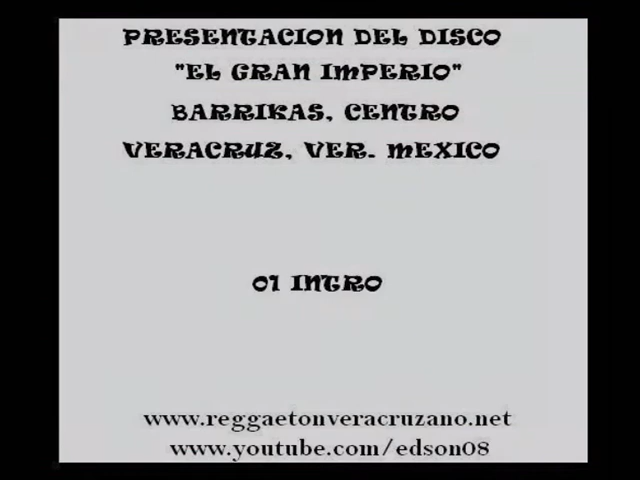 PRESENTACION DEL DISCO
"EL GRAN IMPERIO"
BARRIKAS, CENTRO
VERACRUZ, VER. MEXICO
01 INTRO
www.reggaetonveracruzano.net
www.youtube.com/edson08